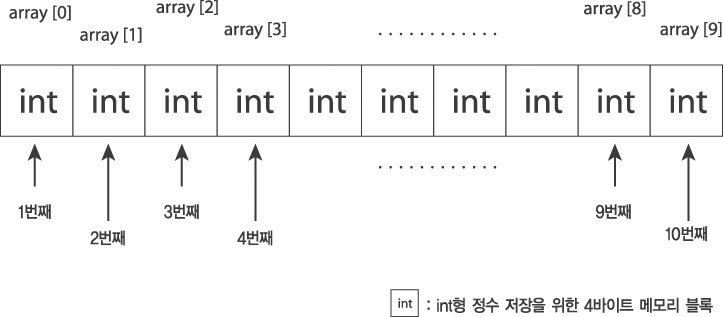 array [0]
array [1]
array [2]
array [3]
............
array [8]
array [9]
int int int int int int int int int int
............
1번째
2번째
3번째
4번째
9번째
10번째
int : int형 정수 저장을 위한 4바이트 메모리 블록